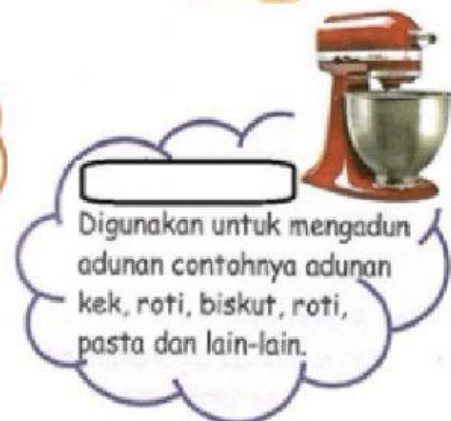 Digunakan untuk mengadun
adunan contohnya adunan
kek, roti, biskut, roti,
pasta dan lain-lain.